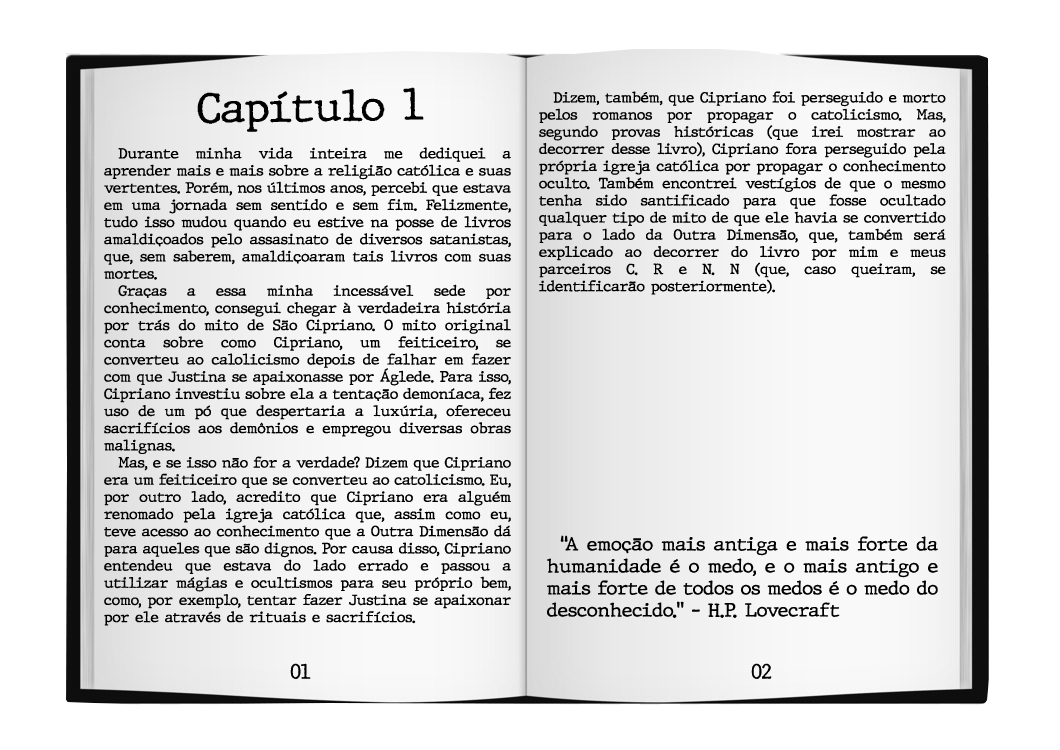 Capítulo 1
Durante minha vida inteira me dediquei a
aprender mais e mais sobre a religião católica e suas
vertentes. Porém, nos últimos anos, percebi que estava
em uma jornada sem sentido e sem fim. Felizmente,
tudo isso mudou quando eu estive na posse de livros
amaldiçoados pelo assasinato de diversos satanistas,
que, sem saberem, amaldiçoaram tais livros com suas
mortes.
Graças a essa minha incessável sede por
conhecimento, consegui chegar à verdadeira história
por trás do mito de São Cipriano. O mito original
conta sobre como Cipriano, um feiticeiro, se
converteu ao calolicismo depois de falhar em fazer
com que Justina se apaixonasse por Áglede. Para isso,
Cipriano investiu sobre ela a tentação demoníaca, fez
uso de um pó que despertaria a luxúria, ofereceu
sacrifícios aos demônios e empregou diversas obras
malignas.
Mas, e se isso não for a verdade? Dizem que Cipriano
era um feiticeiro que se converteu ao catolicismo. Eu,
por outro lado, acredito que Cipriano era alguém
renomado pela igreja católica que, assim como eu,
teve acesso ao conhecimento que a Outra Dimensão dá
para aqueles que são dignos. Por causa disso, Cipriano
entendeu que estava do lado errado e passou a
utilizar mágias e ocultismos para seu próprio bem,
como, por exemplo, tentar fazer Justina se apaixonar
por ele através de rituais e sacrifícios.
01
Dizem, também, que Cipriano foi perseguido e morto
pelos romanos por propagar o catolicismo. Mas,
segundo provas históricas (que irei mostrar ao
decorrer desse livro), Cipriano fora perseguido pela
própria igreja católica por propagar o conhecimento
oculto. Também encontrei vestígios de que o mesmo
tenha sido santificado para que fosse ocultado
qualquer tipo de mito de que ele havia se convertido
para o lado da Outra Dimensão, que, também será
explicado ao decorrer do livro por mim e meus
parceiros C. R e N. N (que, caso queiram, se
identificarão posteriormente).
"A emoção mais antiga e mais forte da
humanidade é o medo, e o mais antigo e
mais forte de todos os medos é o medo do
desconhecido." - H.P. Lovecraft
02